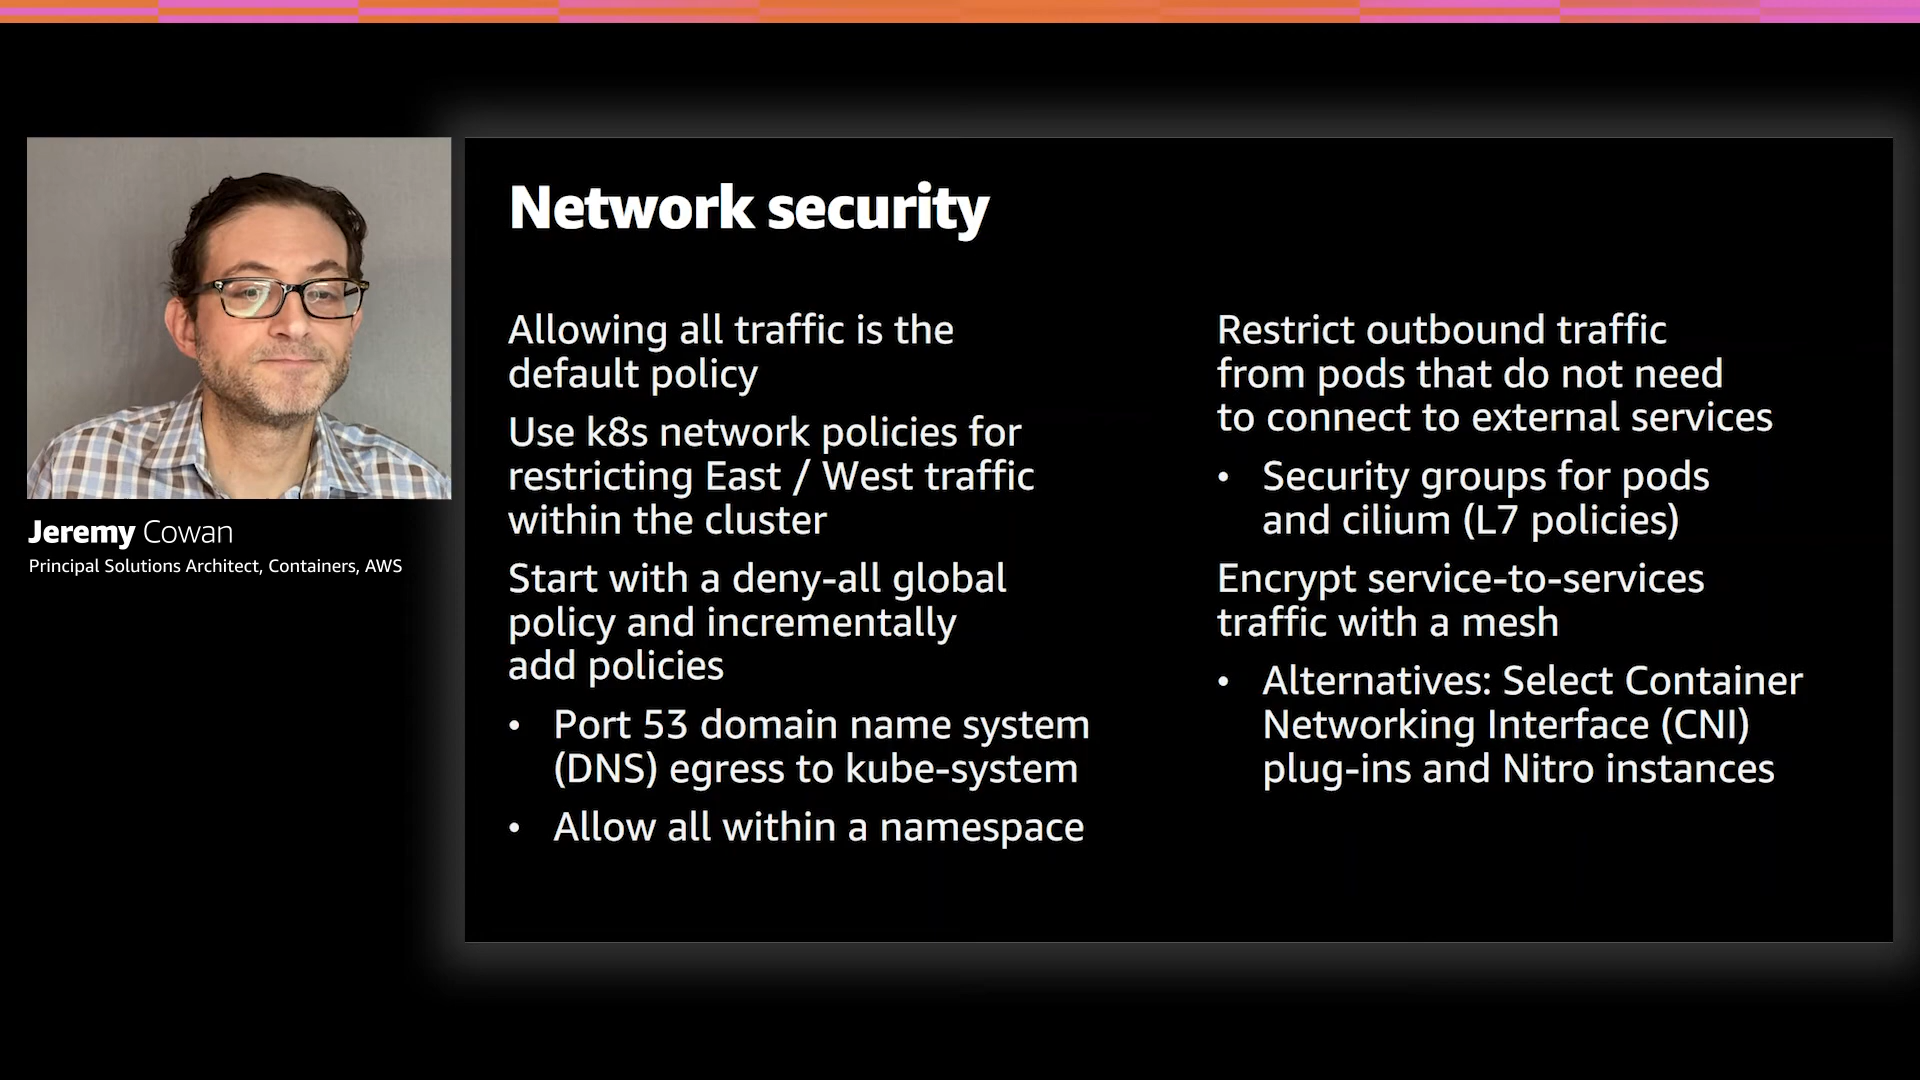 Network security
Allowing all traffic is the
default policy
Use k8s network policies for
restricting East / West traffic
within the cluster
Start with a deny-all global
policy and incrementally
add policies
• Port 53 domain name system
(DNS) egress to kube-system
• Allow all within a namespace
Restrict outbound traffic
from pods that do not need
to connect to external services
• Security groups for pods
and cilium (L7 policies)
Encrypt service-to-services
traffic with a mesh
• Alternatives: Select Container
Networking Interface (CNI)
plug-ins and Nitro instances
Jeremy Cowan
Principal Solutions Architect, Containers, AWS